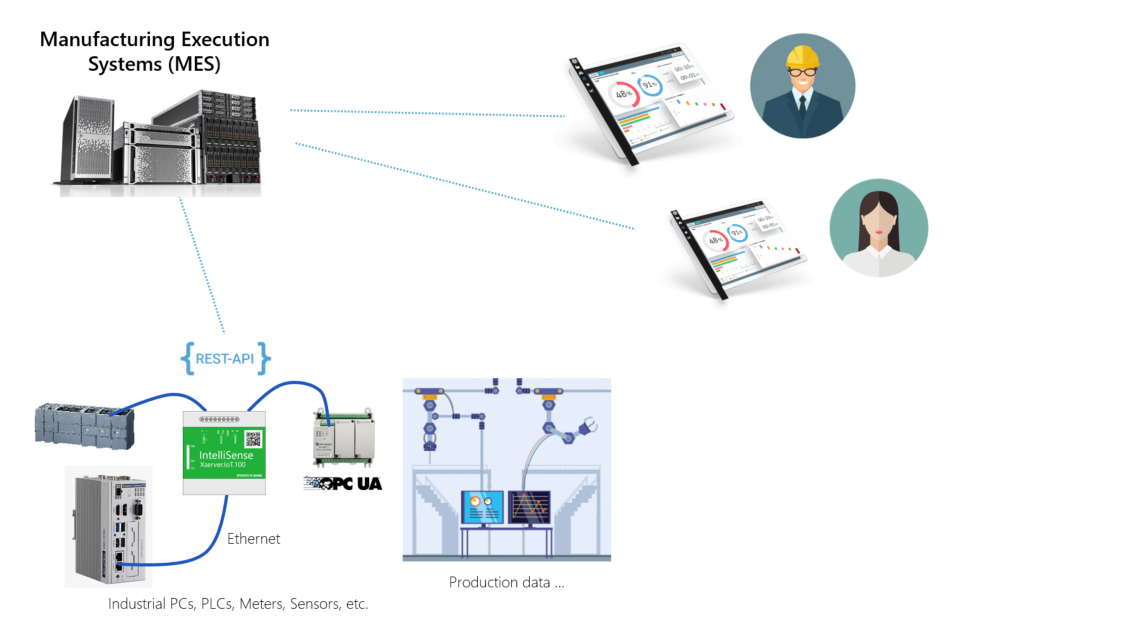 Manufacturing Execution
Systems (MES)
48%
91%
48%
91%
{REST-API}
IntelliSense
Xserver.IoT.100
OPC UA
Ethernet
Production data ...
Industrial PCs, PLCs, Meters, Sensors, etc.